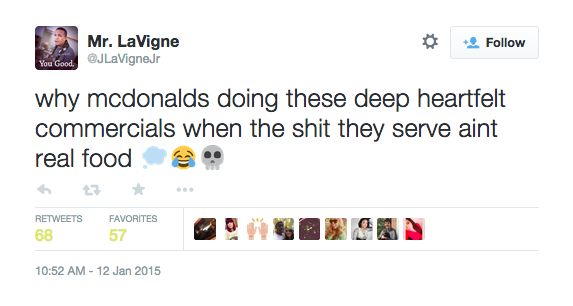 Mr. LaVigne
@JLaVigneJr
Follow
You Good.
why mcdonalds doing these deep heartfelt
commercials when the shit they serve aint
real food 💭😂💀
RETWEETS FAVORITES
68 57
10:52 AM - 12 Jan 2015